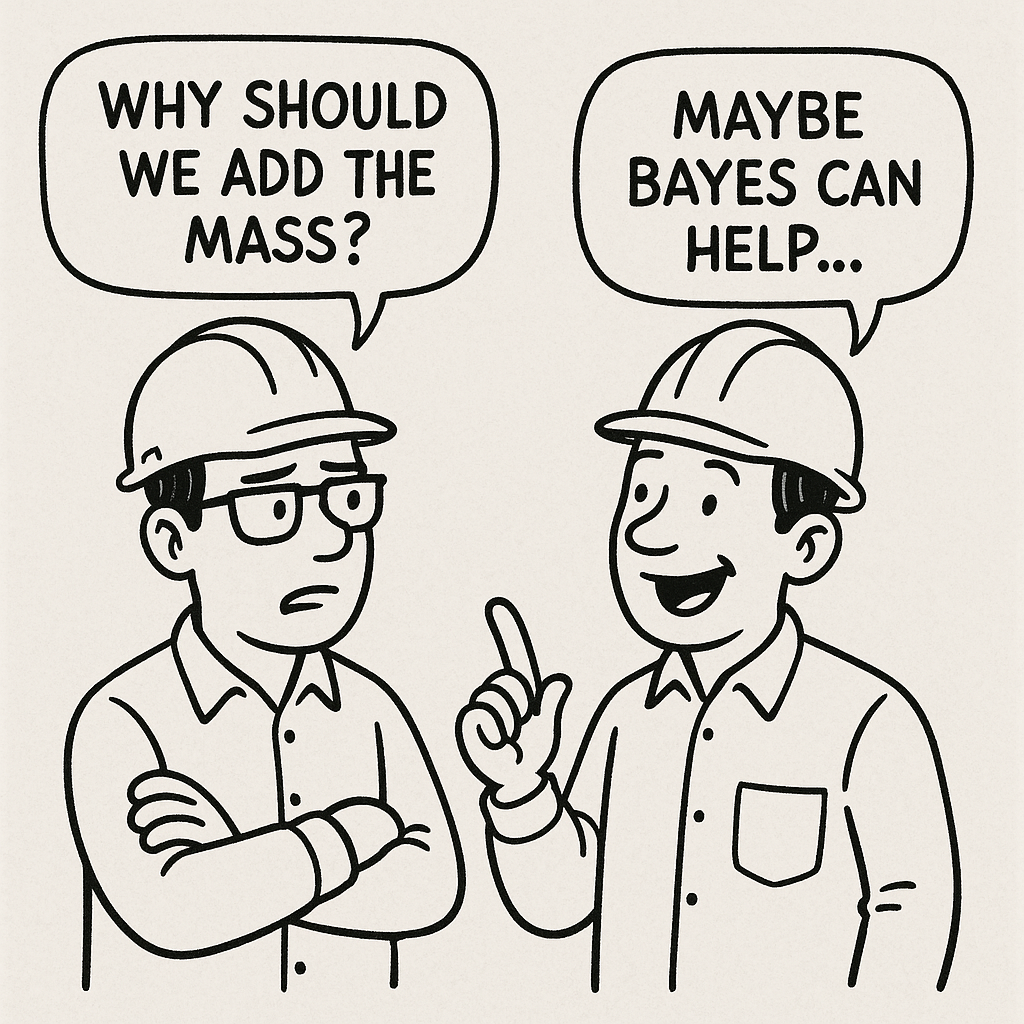 WHY SHOULD
WE ADD THE
MASS?
MAYBE
BAYES CAN
HELP...